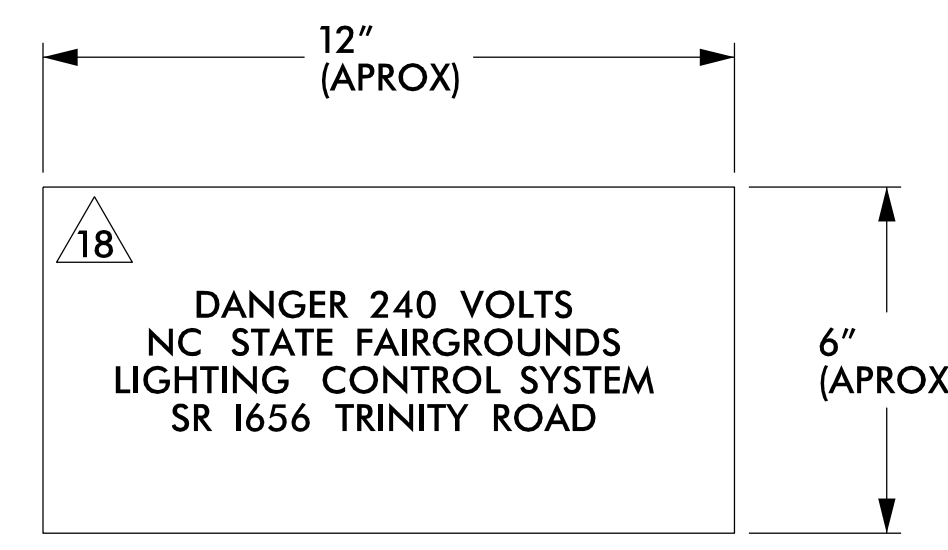 12"
(APROX)
18
DANGER 240 VOLTS
NC STATE FAIRGROUNDS
LIGHTING CONTROL SYSTEM
SR 1656 TRINITY ROAD
6"
(APROX